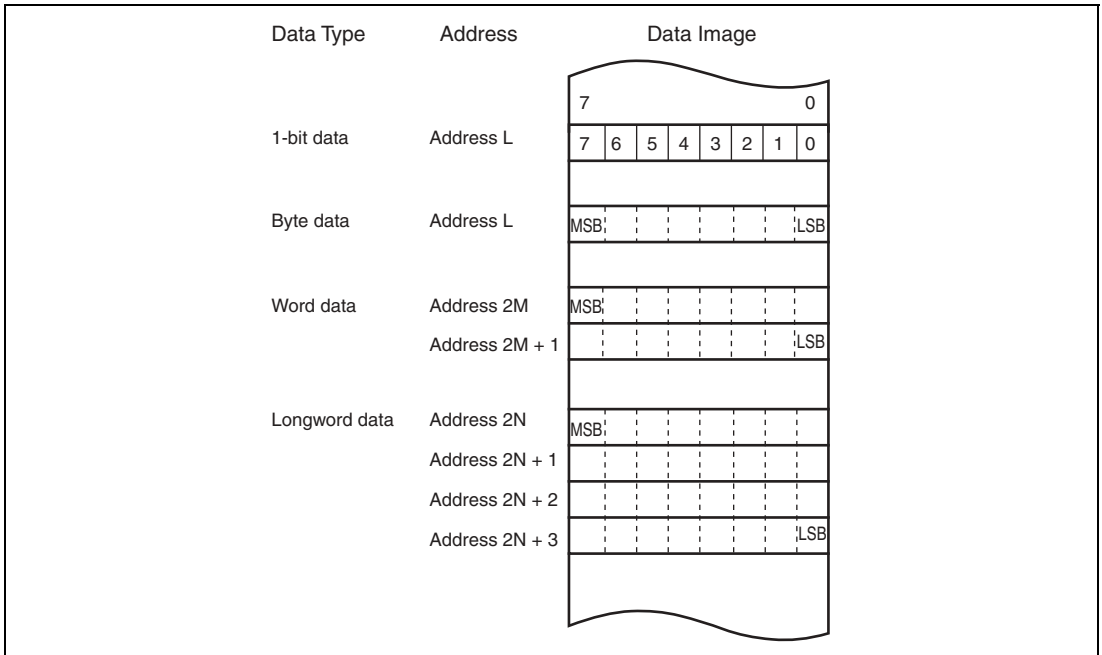 Data Type Address Data Image
7 0
1-bit data Address L 7 6 5 4 3 2 1 0
Byte data Address L MSB LSB
Word data Address 2M MSB
Address 2M + 1 LSB
Longword data Address 2N MSB
Address 2N + 1
Address 2N + 2
Address 2N + 3 LSB